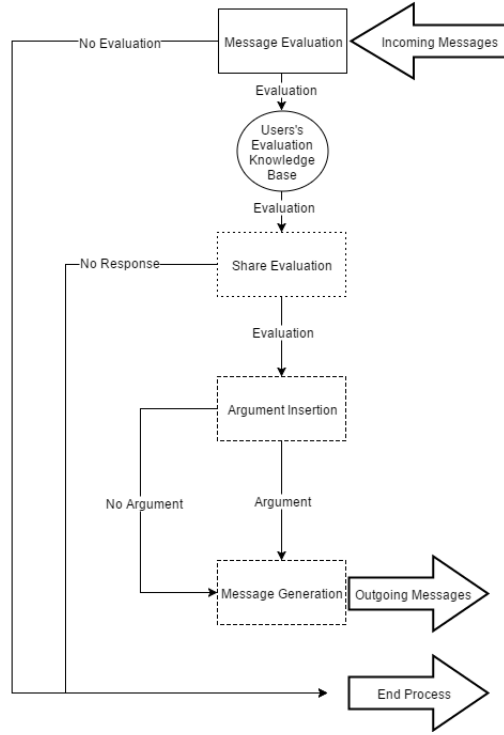 No Evaluation
Message Evaluation
Incoming Messages
Evaluation
Users's
Evaluation
Knowledge
Base
Evaluation
No Response
Share Evaluation
Evaluation
Argument Insertion
No Argument
Argument
Message Generation
Outgoing Messages
End Process